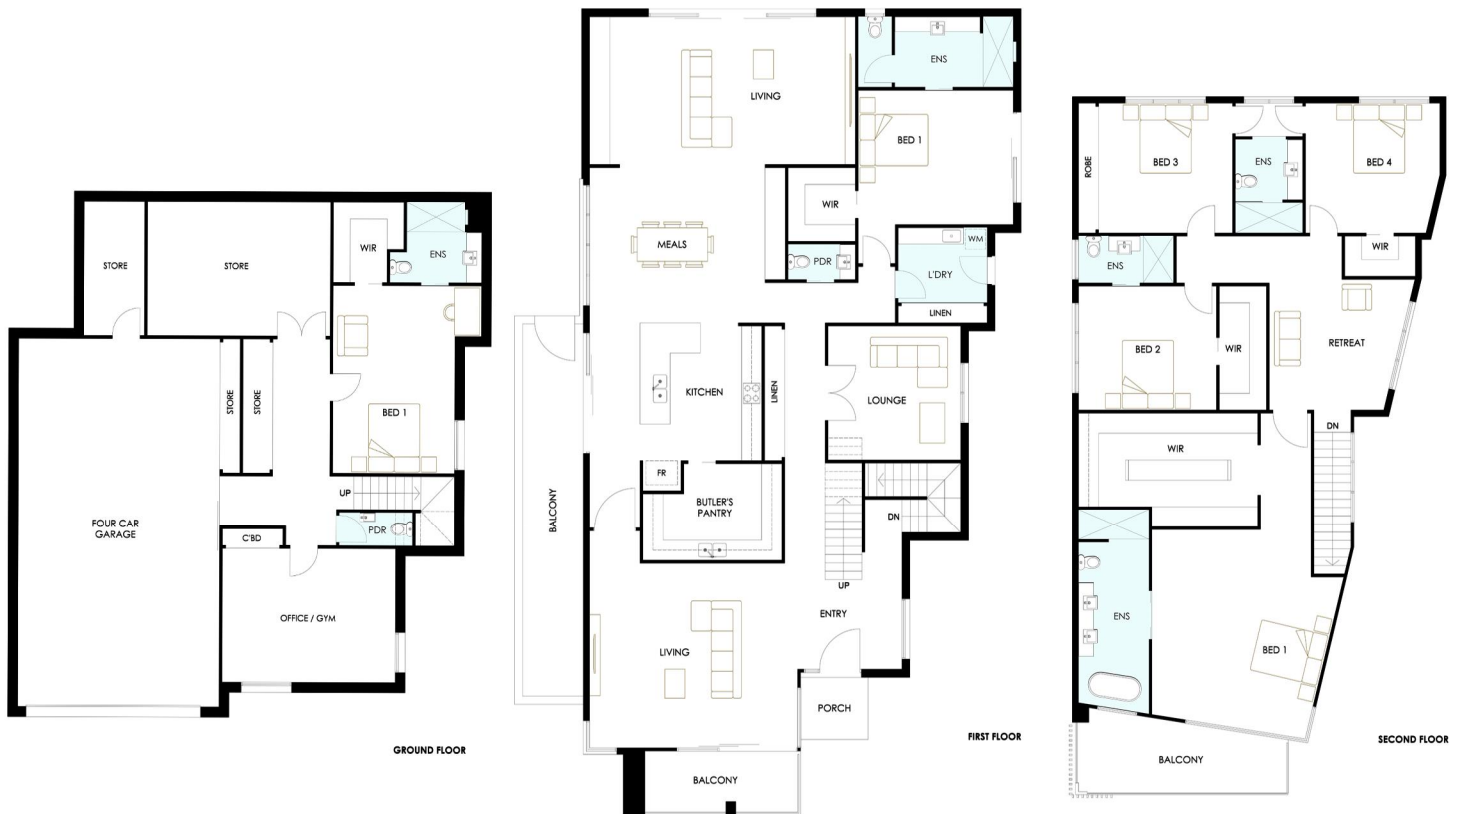 STORE
STORE
WIR
ENS
STORE
STORE
BED 1
UP
PDR
FOUR CAR
GARAGE
C'BD
OFFICE / GYM
GROUND FLOOR
LIVING
ENS
BED 1
WIR
MEALS
PDR
WM
L'DRY
LINEN
KITCHEN
LINEN
LOUNGE
FR
BUTLER'S
PANTRY
BALCONY
DN
UP
ENTRY
LIVING
PORCH
BALCONY
FIRST FLOOR
ROBE
BED 3
ENS
BED 4
WIR
ENS
BED 2
WIR
RETREAT
DN
WIR
ENS
BED 1
BALCONY
SECOND FLOOR